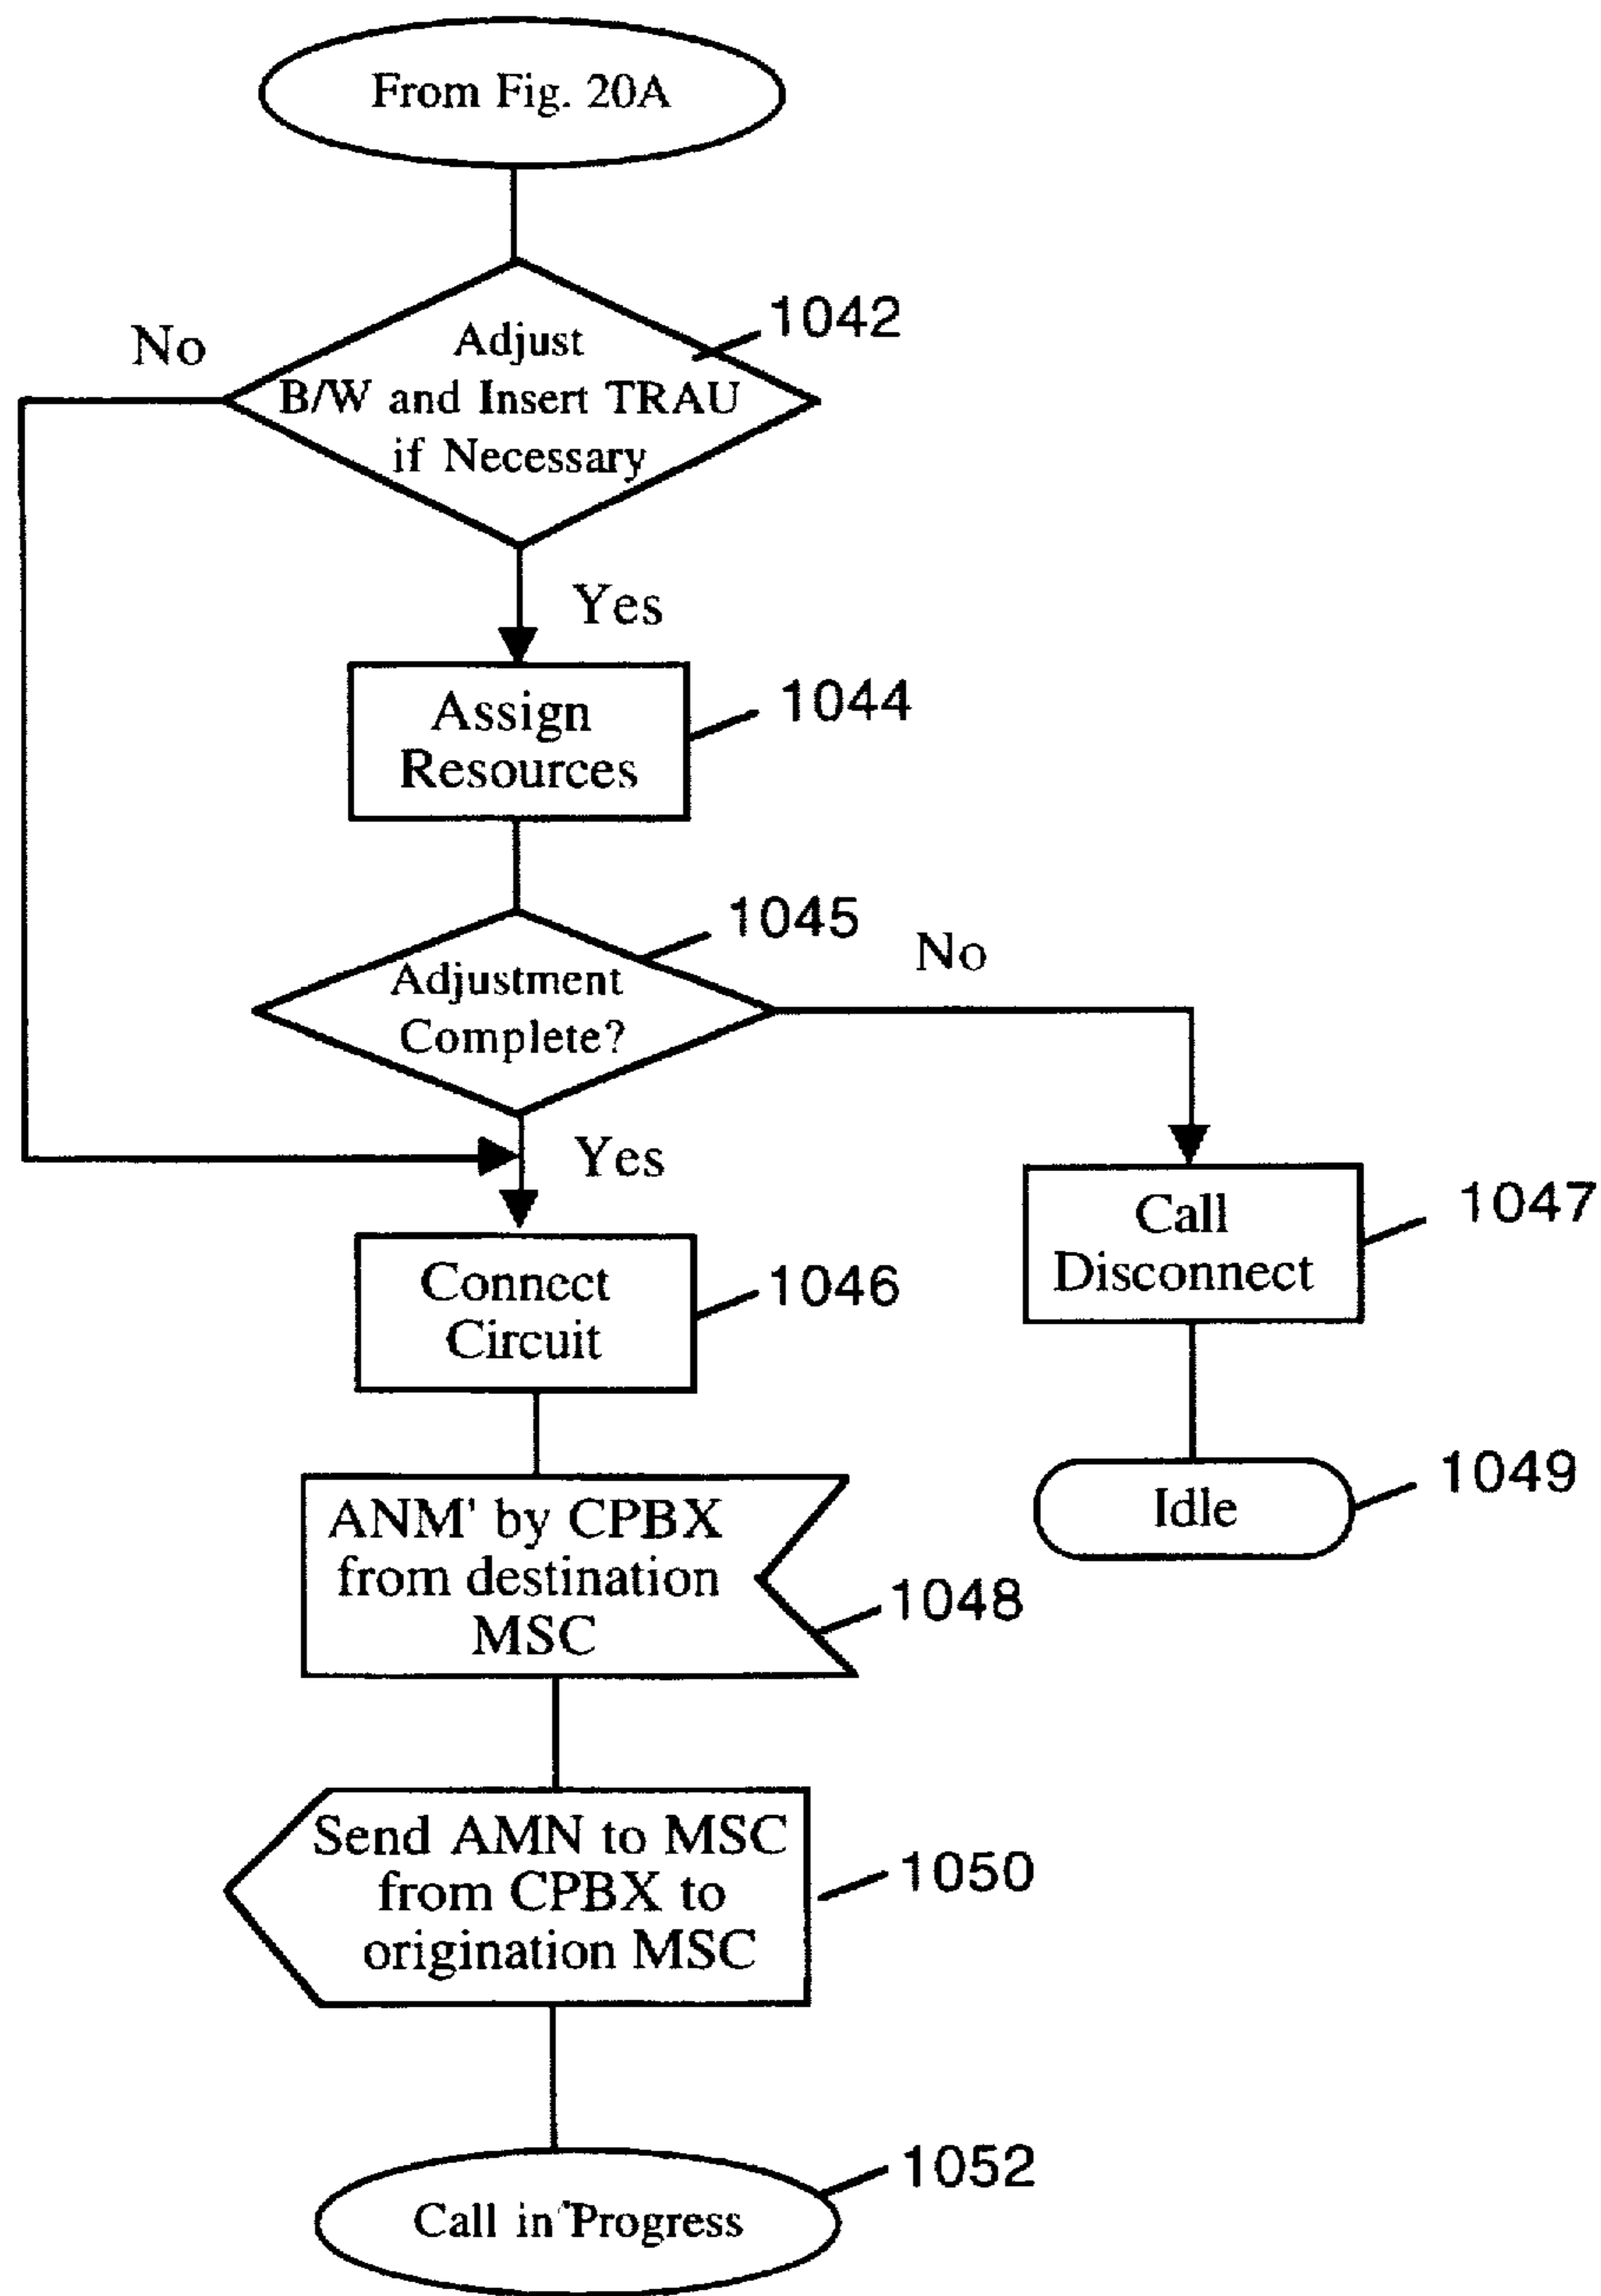 From Fig. 20A
1042
No
Adjust
B/W and Insert TRAU
if Necessary
Yes
Assign
Resources
1044
1045
No
Adjustment
Complete?
Yes
Call
Disconnect
1047
Connect
Circuit
1046
Idle
1049
ANM' by CPBX
from destination
MSC
1048
Send AMN to MSC
from CPBX to
origination MSC
1050
1052
Call in Progress